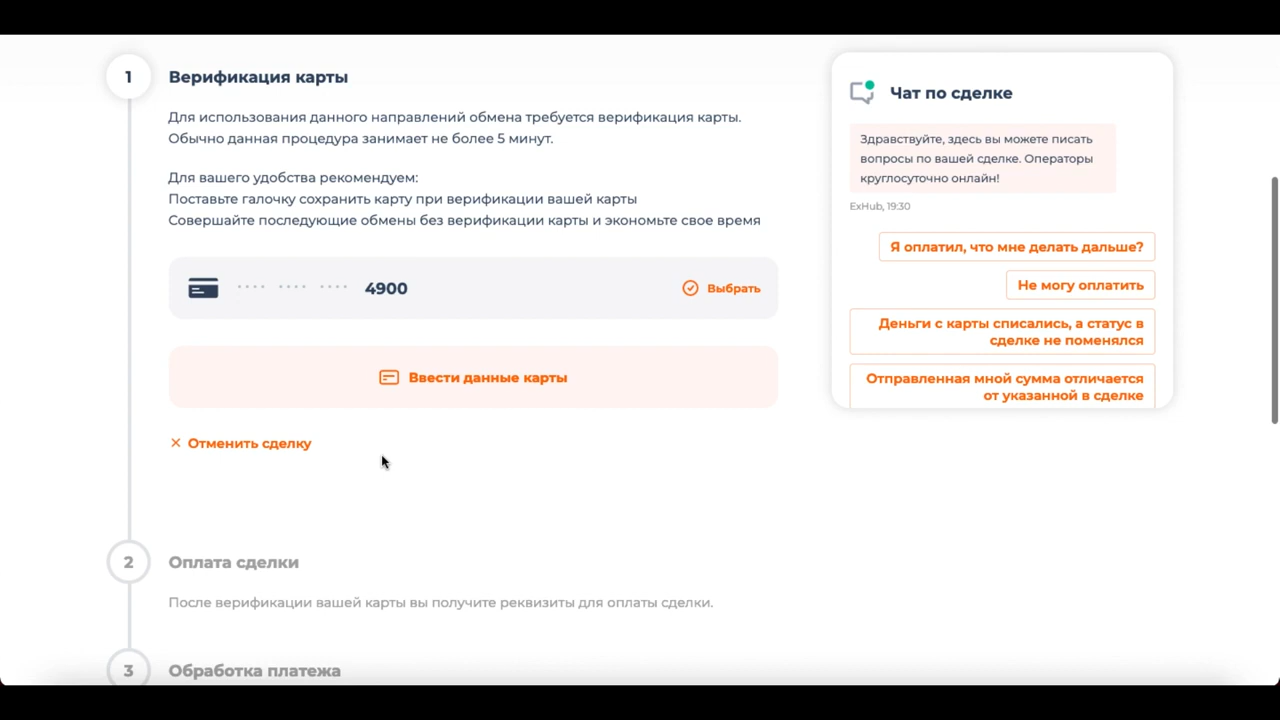 1
Верификация карты
Для использования данного направлений обмена требуется верификация карты.
Обычно данная процедура занимает не более 5 минут.
Для вашего удобства рекомендуем:
Поставьте галочку сохранить карту при верификации вашей карты
Совершайте последующие обмены без верификации карты и экономьте свое время
•••• •••• •••• 4900
Выбрать
Ввести данные карты
× Отменить сделку
2
Оплата сделки
После верификации вашей карты вы получите реквизиты для оплаты сделки.
3
Обработка платежа
Чат по сделке
Здравствуйте, здесь вы можете писать
вопросы по вашей сделке. Операторы
круглосуточно онлайн!
ExHub, 19:30
Я оплатил, что мне делать дальше?
Не могу оплатить
Деньги с карты списались, а статус в
сделке не поменялся
Отправленная мной сумма отличается
от указанной в сделке